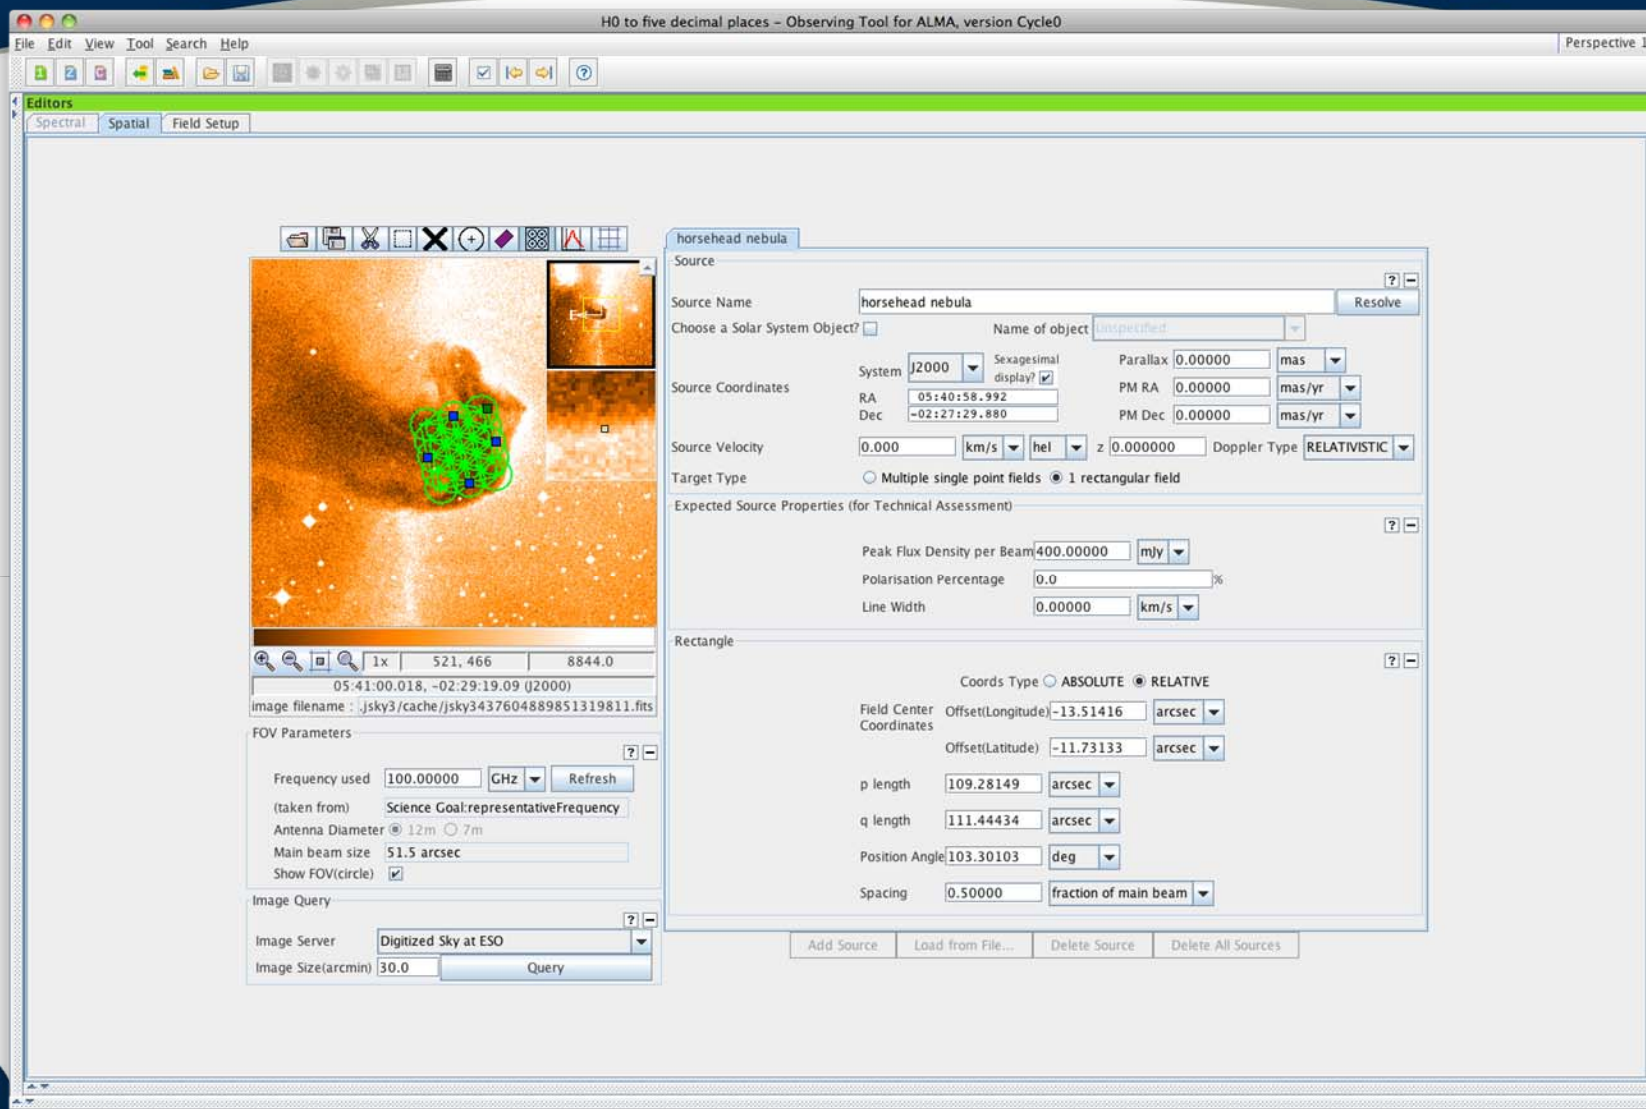 H0 to five decimal places – Observing Tool for ALMA, version Cycle0
File Edit View Tool Search Help
Perspective 1
Editors
Spectral Spatial Field Setup
horsehead nebula
Source
Source Name horsehead nebula Resolve
Choose a Solar System Object? Name of object Unspecified
Source Coordinates
System J2000 Sexagesimal display?
RA 05:40:58.992
Dec -02:27:29.880
Parallax 0.00000 mas
PM RA 0.00000 mas/yr
PM Dec 0.00000 mas/yr
Source Velocity 0.000 km/s hel z 0.000000 Doppler Type RELATIVISTIC
Target Type Multiple single point fields 1 rectangular field
Expected Source Properties (for Technical Assessment)
Peak Flux Density per Beam 400.00000 mJy
Polarisation Percentage 0.0 %
Line Width 0.00000 km/s
Rectangle
Coords Type ABSOLUTE RELATIVE
Field Center Coordinates Offset(Longitude) -13.51416 arcsec
Offset(Latitude) -11.73133 arcsec
p length 109.28149 arcsec
q length 111.44434 arcsec
Position Angle 103.30103 deg
Spacing 0.50000 fraction of main beam
Add Source Load from File... Delete Source Delete All Sources
E
1x 521, 466 8844.0
05:41:00.018, -02:29:19.09 (J2000)
image filename : .jsky3/cache/jsky3437604889851319811.fits
FOV Parameters
Frequency used 100.00000 GHz Refresh
(taken from) Science Goal:representativeFrequency
Antenna Diameter 12m 7m
Main beam size 51.5 arcsec
Show FOV(circle)
Image Query
Image Server Digitized Sky at ESO
Image Size(arcmin) 30.0 Query